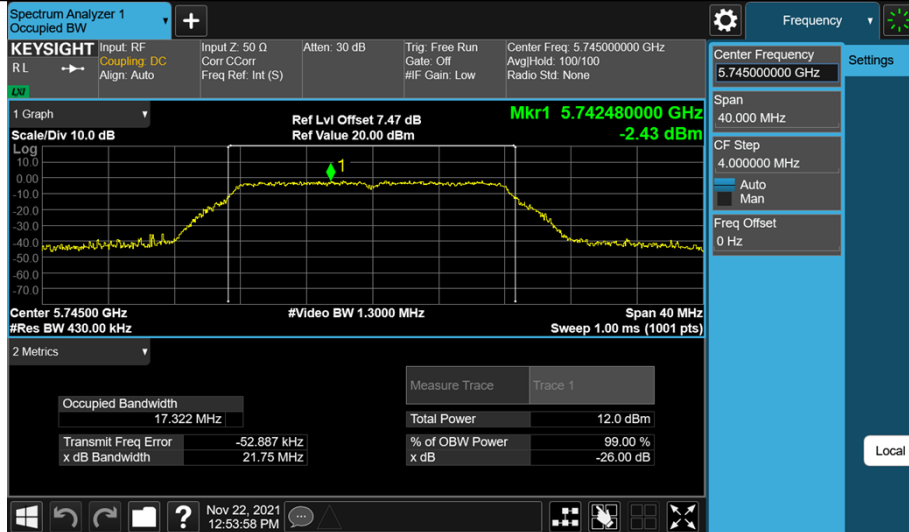 Spectrum Analyzer 1
Occupied BW
Frequency
KEYSIGHT
RL
LXI
Input: RF
Coupling: DC
Align: Auto
Input Z: 50 Ω
Corr CCorr
Freq Ref: Int (S)
Atten: 30 dB
Trig: Free Run
Gate: Off
#IF Gain: Low
Center Freq: 5.745000000 GHz
Avg|Hold: 100/100
Radio Std: None
1 Graph
Scale/Div 10.0 dB
Ref Lvl Offset 7.47 dB
Ref Value 20.00 dBm
Mkr1 5.742480000 GHz
-2.43 dBm
Log
10.0
0.00
-10.0
-20.0
-30.0
-40.0
-50.0
-60.0
-70.0
1
Center 5.74500 GHz
#Res BW 430.00 kHz
#Video BW 1.3000 MHz
Span 40 MHz
Sweep 1.00 ms (1001 pts)
2 Metrics
Measure Trace
Trace 1
Occupied Bandwidth
17.322 MHz
Total Power
12.0 dBm
Transmit Freq Error
-52.887 kHz
% of OBW Power
99.00 %
x dB Bandwidth
21.75 MHz
x dB
-26.00 dB
Center Frequency
5.745000000 GHz
Settings
Span
40.000 MHz
CF Step
4.000000 MHz
Auto
Man
Freq Offset
0 Hz
Local
?
Nov 22, 2021
12:53:58 PM